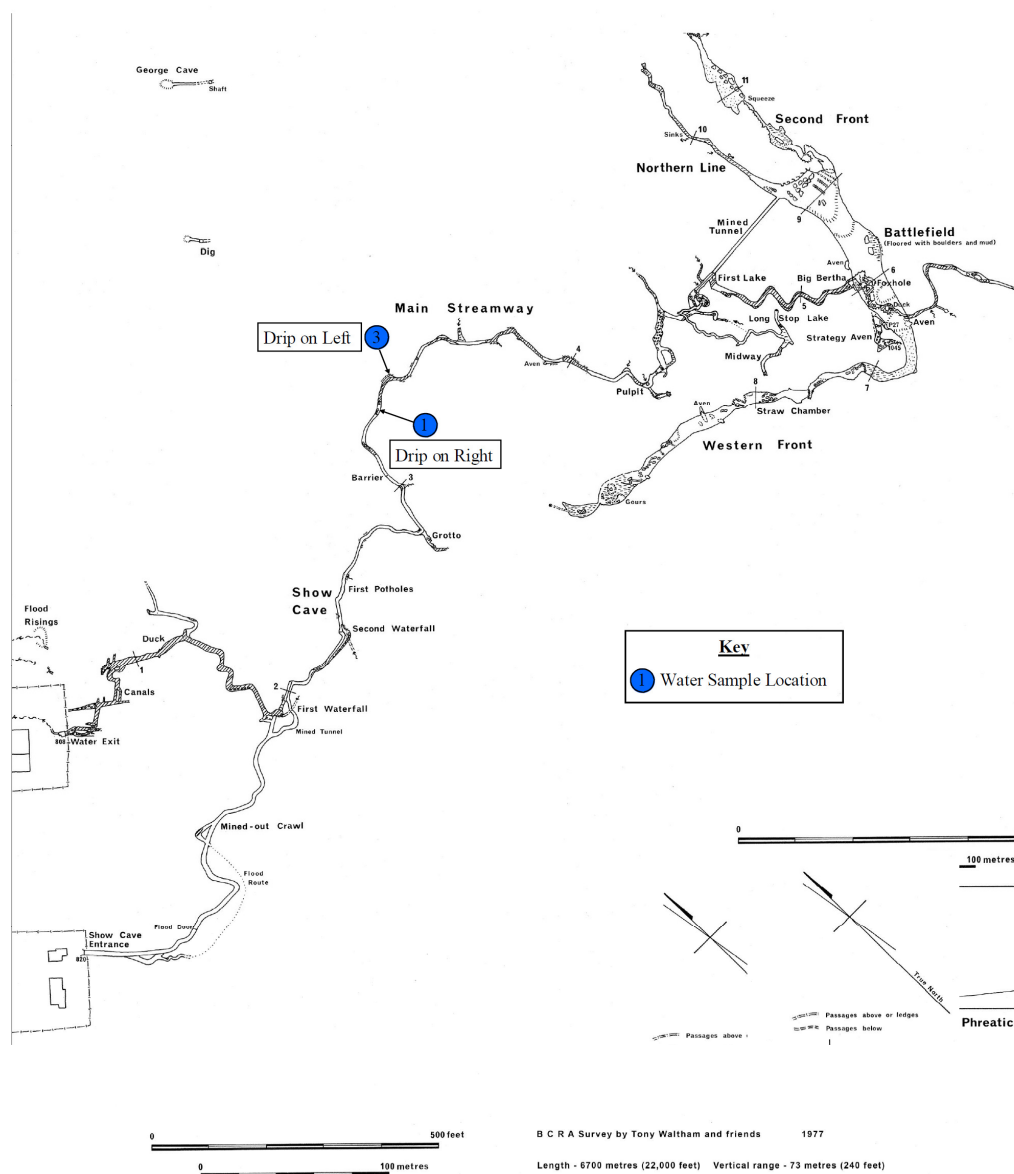 George Cave
Shaft
11
Squeeze
Second Front
10
Sinks
Northern Line
9
Mined
Tunnel
Battlefield
(Floored with boulders and mud)
Dig
Aven
6
First Lake
Big Bertha
Foxhole
5
Duck
Main Streamway
Long Stop Lake
TP27
Aven
Drip on Left
3
Strategy Aven
1045
4
Midway
Aven
7
Pulpit
8
Aven
Straw Chamber
1
Drip on Right
Western Front
Barrier
3
Gours
Grotto
First Potholes
Show
Cave
Flood
Risings
Second Waterfall
Duck
Key
1
1 Water Sample Location
2
Canals
First Waterfall
Mined Tunnel
808
Water Exit
Mined-out Crawl
0
100 metres
Flood
Route
Flood Door
Show Cave
Entrance
820
True North
Passages above or ledges
Phreatic
Passages below
Passages above
0
500 feet
B C R A Survey by Tony Waltham and friends 1977
0
100 metres
Length - 6700 metres (22,000 feet) Vertical range - 73 metres (240 feet)